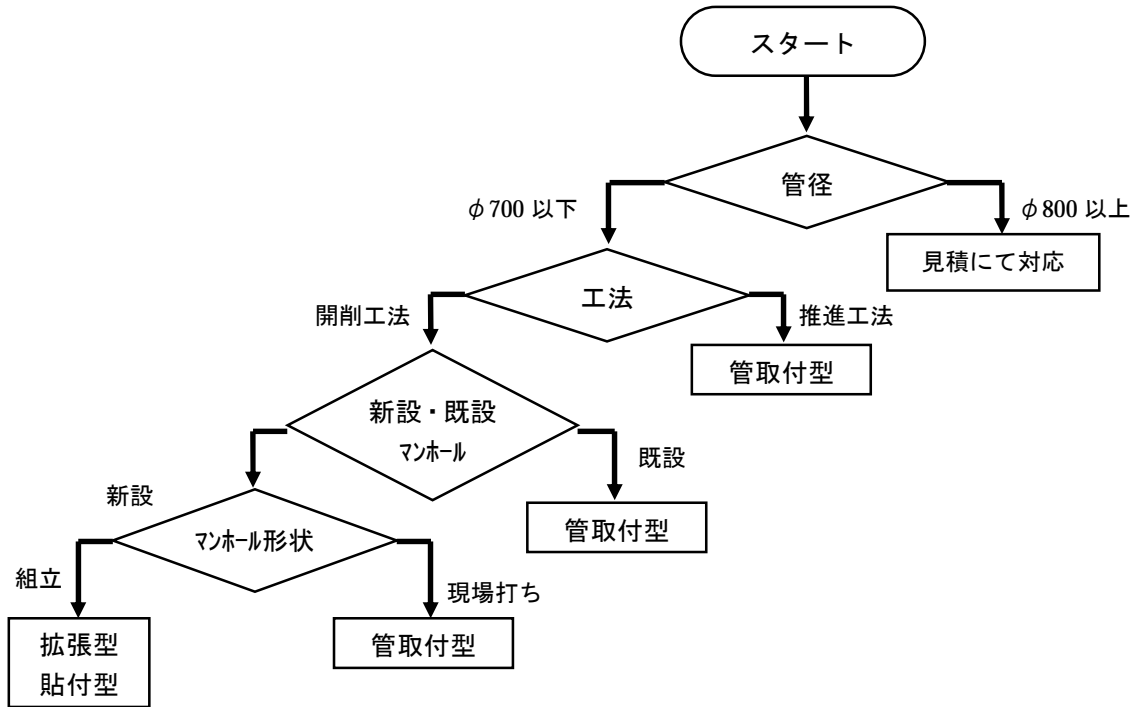 スタート
管径
φ700 以下
φ800 以上
見積にて対応
工法
開削工法
推進工法
管取付型
新設・既設
ﾏﾝﾎｰﾙ
既設
新設
管取付型
ﾏﾝﾎｰﾙ形状
組立
現場打ち
拡張型
貼付型
管取付型